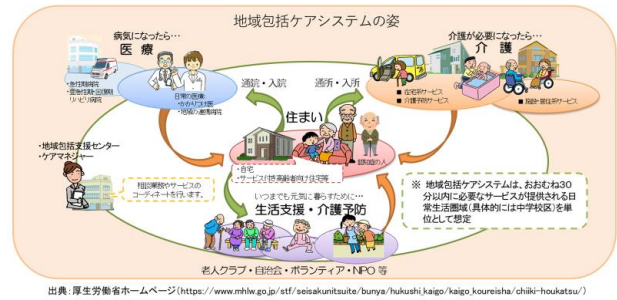 地域包括ケアシステムの姿
病気になったら…
医療
介護が必要になったら…
介護
・急性期病院
・亜急性期・回復期
リハビリ病院
日常の医療:
・かかりつけ医
・地域の連携病院
通院・入院
通所・入所
■ 在宅系サービス
■ 介護予防サービス
■ 施設・居住系サービス
住まい
認知症の人
・地域包括支援センター
・ケアマネジャー
・自宅
・サービス付き高齢者向け住宅等
相談業務やサービスの
コーディネートを行います。
いつまでも元気に暮らすために…
生活支援・介護予防
※ 地域包括ケアシステムは、おおむね30
分以内に必要なサービスが提供される日
常生活圏域(具体的には中学校区)を単
位として想定
老人クラブ・自治会・ボランティア・NPO 等
出典:厚生労働省ホームページ(https://www.mhlw.go.jp/stf/seisakunitsuite/bunya/hukushi_kaigo/kaigo_koureisha/chiiki-houkatsu/)